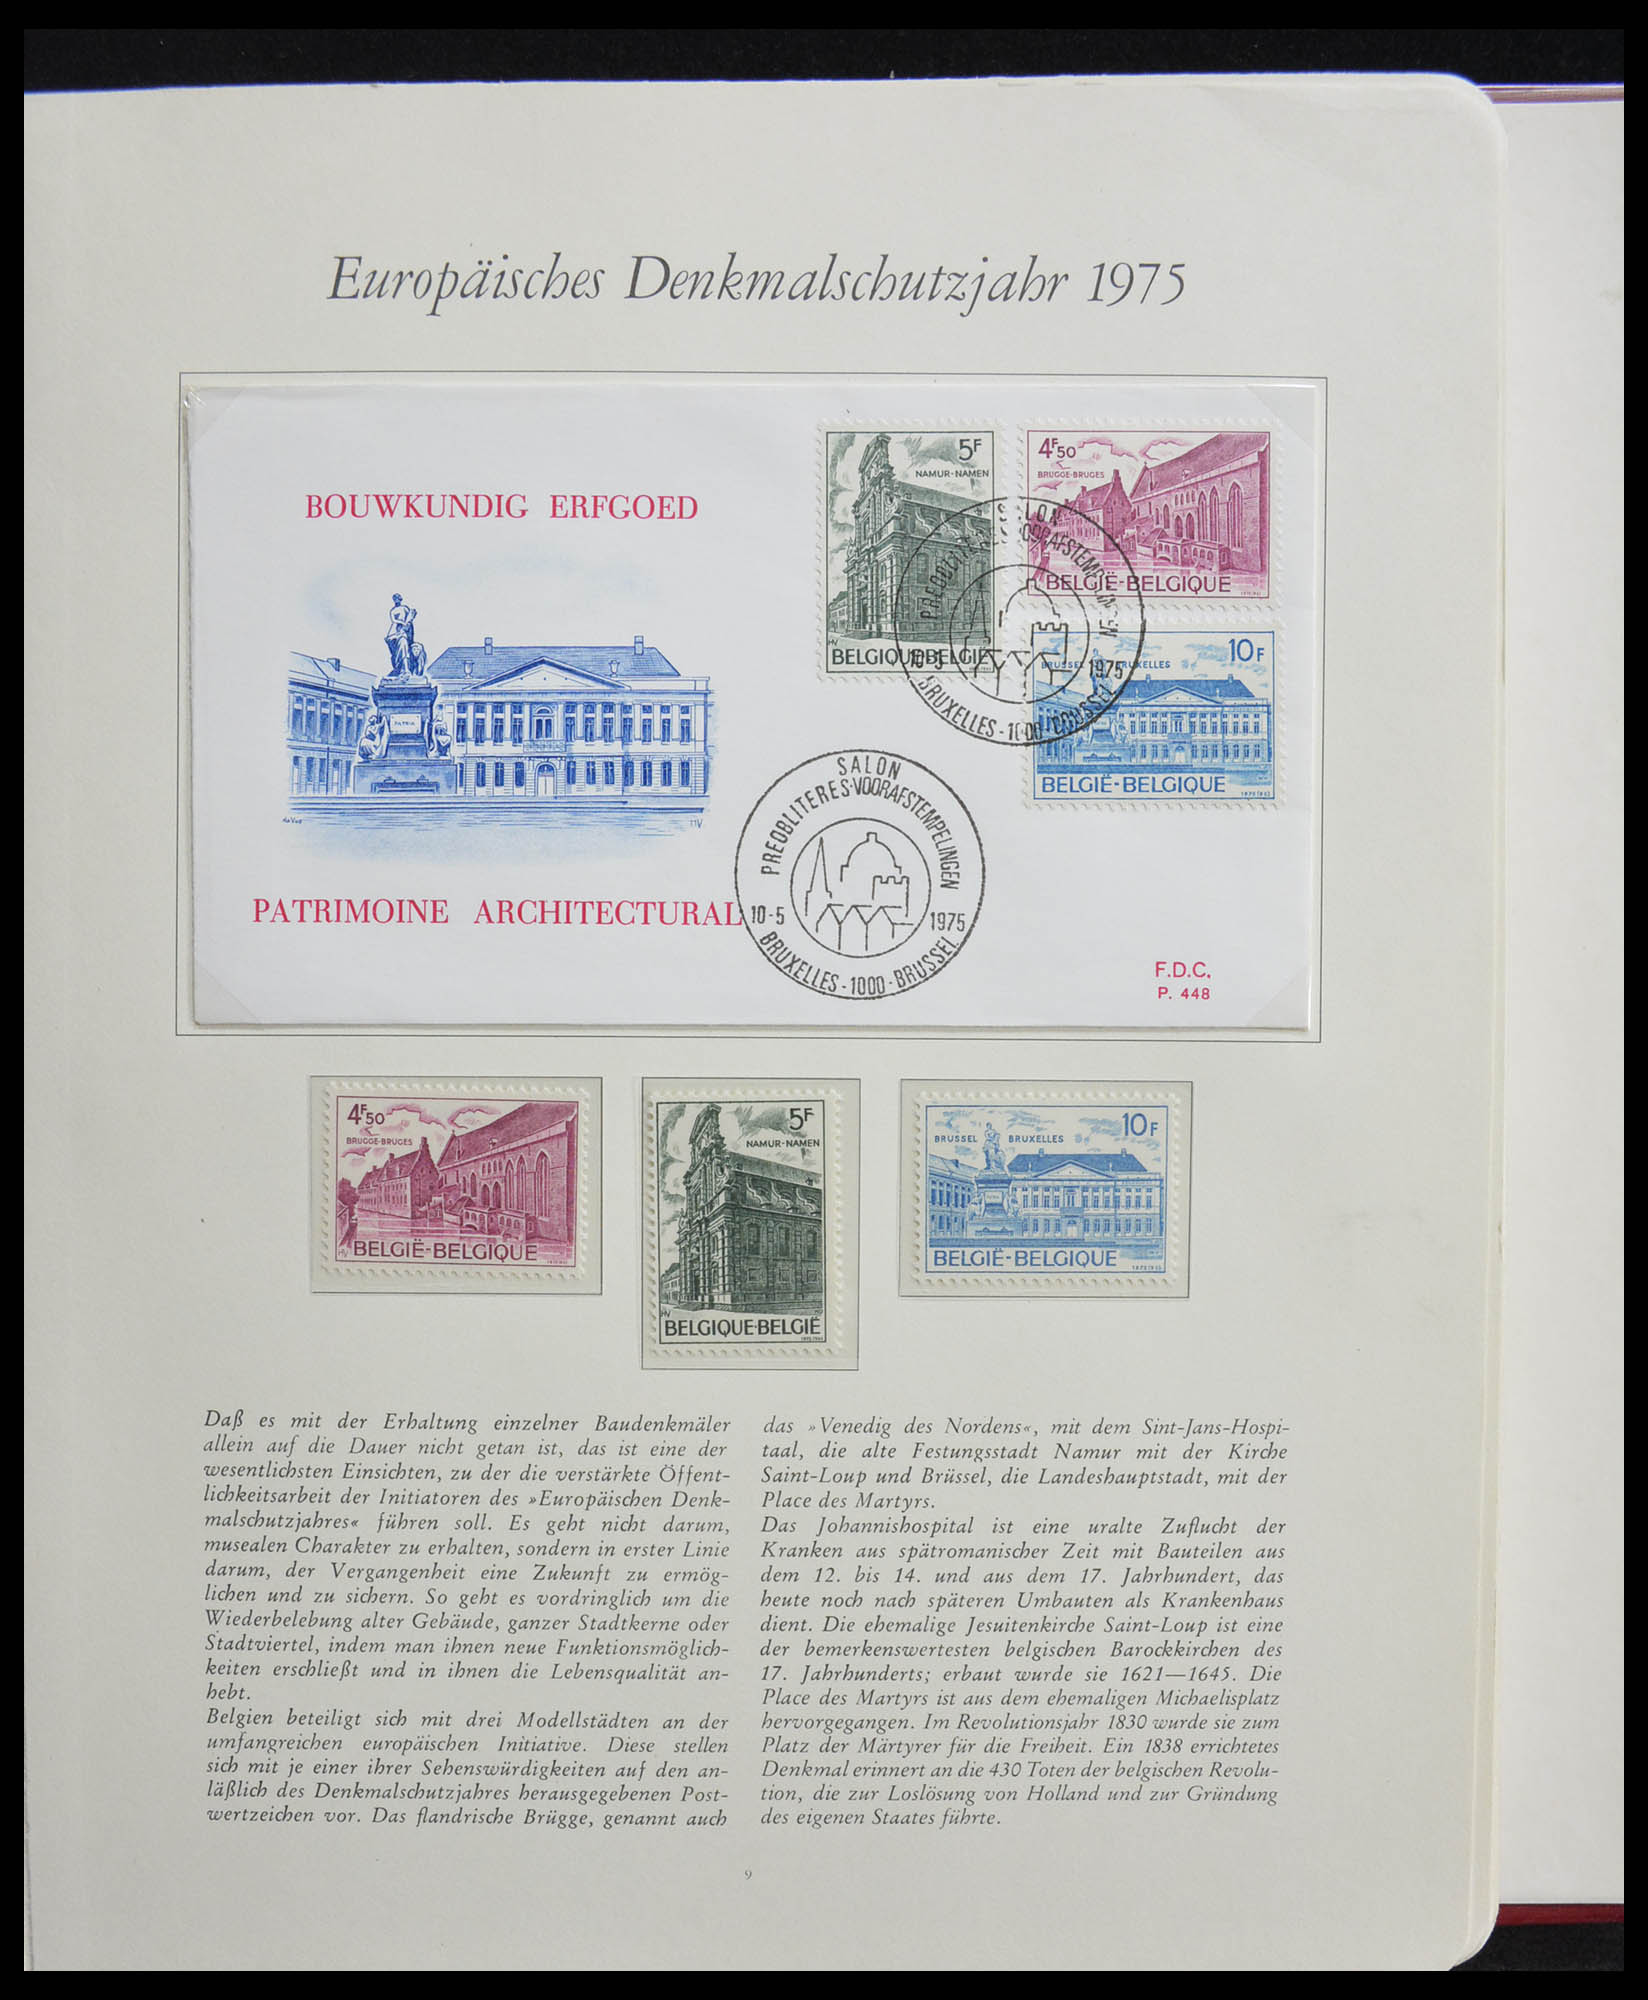 Europäisches Denkmalschutzjahr 1975
BOUWKUNDIG ERFGOED
PATRIA
HV
PATRIMOINE ARCHITECTURAL
5F
NAMUR-NAMEN
HV
BELGIQUE-BELGIË
4F50
BRUGGE-BRUGES
BELGIË-BELGIQUE
10F
BRUSSEL BRUXELLES
BELGIË-BELGIQUE
SALON
PREOBLITERES-VOORAFSTEMPELINGEN
10-5 1975
BRUXELLES-1000-BRUSSEL
SALON
PREOBLITERES-VOORAFSTEMPELINGEN
10-5 1975
BRUXELLES-1000-BRUSSEL
F.D.C.
P. 448
4F50
BRUGGE-BRUGES
HV
BELGIË-BELGIQUE
5F
NAMUR-NAMEN
HV
BELGIQUE-BELGIË
10F
BRUSSEL BRUXELLES
BELGIË-BELGIQUE
Daß es mit der Erhaltung einzelner Baudenkmäler
allein auf die Dauer nicht getan ist, das ist eine der
wesentlichsten Einsichten, zu der die verstärkte Öffent-
lichkeitsarbeit der Initiatoren des »Europäischen Denk-
malschutzjahres« führen soll. Es geht nicht darum,
musealen Charakter zu erhalten, sondern in erster Linie
darum, der Vergangenheit eine Zukunft zu ermög-
lichen und zu sichern. So geht es vordringlich um die
Wiederbelebung alter Gebäude, ganzer Stadtkerne oder
Stadtviertel, indem man ihnen neue Funktionsmöglich-
keiten erschließt und in ihnen die Lebensqualität an-
hebt.
Belgien beteiligt sich mit drei Modellstädten an der
umfangreichen europäischen Initiative. Diese stellen
sich mit je einer ihrer Sehenswürdigkeiten auf den an-
läßlich des Denkmalschutzjahres herausgegebenen Post-
wertzeichen vor. Das flandrische Brügge, genannt auch
das »Venedig des Nordens«, mit dem Sint-Jans-Hospi-
taal, die alte Festungsstadt Namur mit der Kirche
Saint-Loup und Brüssel, die Landeshauptstadt, mit der
Place des Martyrs.
Das Johannishospital ist eine uralte Zuflucht der
Kranken aus spätromanischer Zeit mit Bauteilen aus
dem 12. bis 14. und aus dem 17. Jahrhundert, das
heute noch nach späteren Umbauten als Krankenhaus
dient. Die ehemalige Jesuitenkirche Saint-Loup ist eine
der bemerkenswertesten belgischen Barockkirchen des
17. Jahrhunderts; erbaut wurde sie 1621—1645. Die
Place des Martyrs ist aus dem ehemaligen Michaelisplatz
hervorgegangen. Im Revolutionsjahr 1830 wurde sie zum
Platz der Märtyrer für die Freiheit. Ein 1838 errichtetes
Denkmal erinnert an die 430 Toten der belgischen Revolu-
tion, die zur Loslösung von Holland und zur Gründung
des eigenen Staates führte.
9